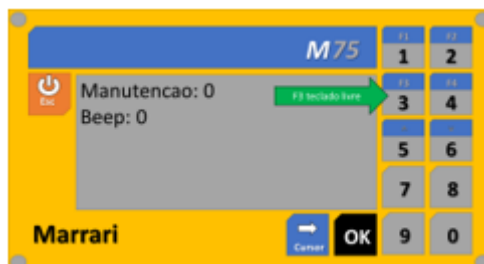 M75
F1 F2
1 2
Esc
Manutencao: 0
F3 teclado livre
F3 F4
3 4
Beep: 0
5 6
7 8
Marrari
Cursor
OK
9 0